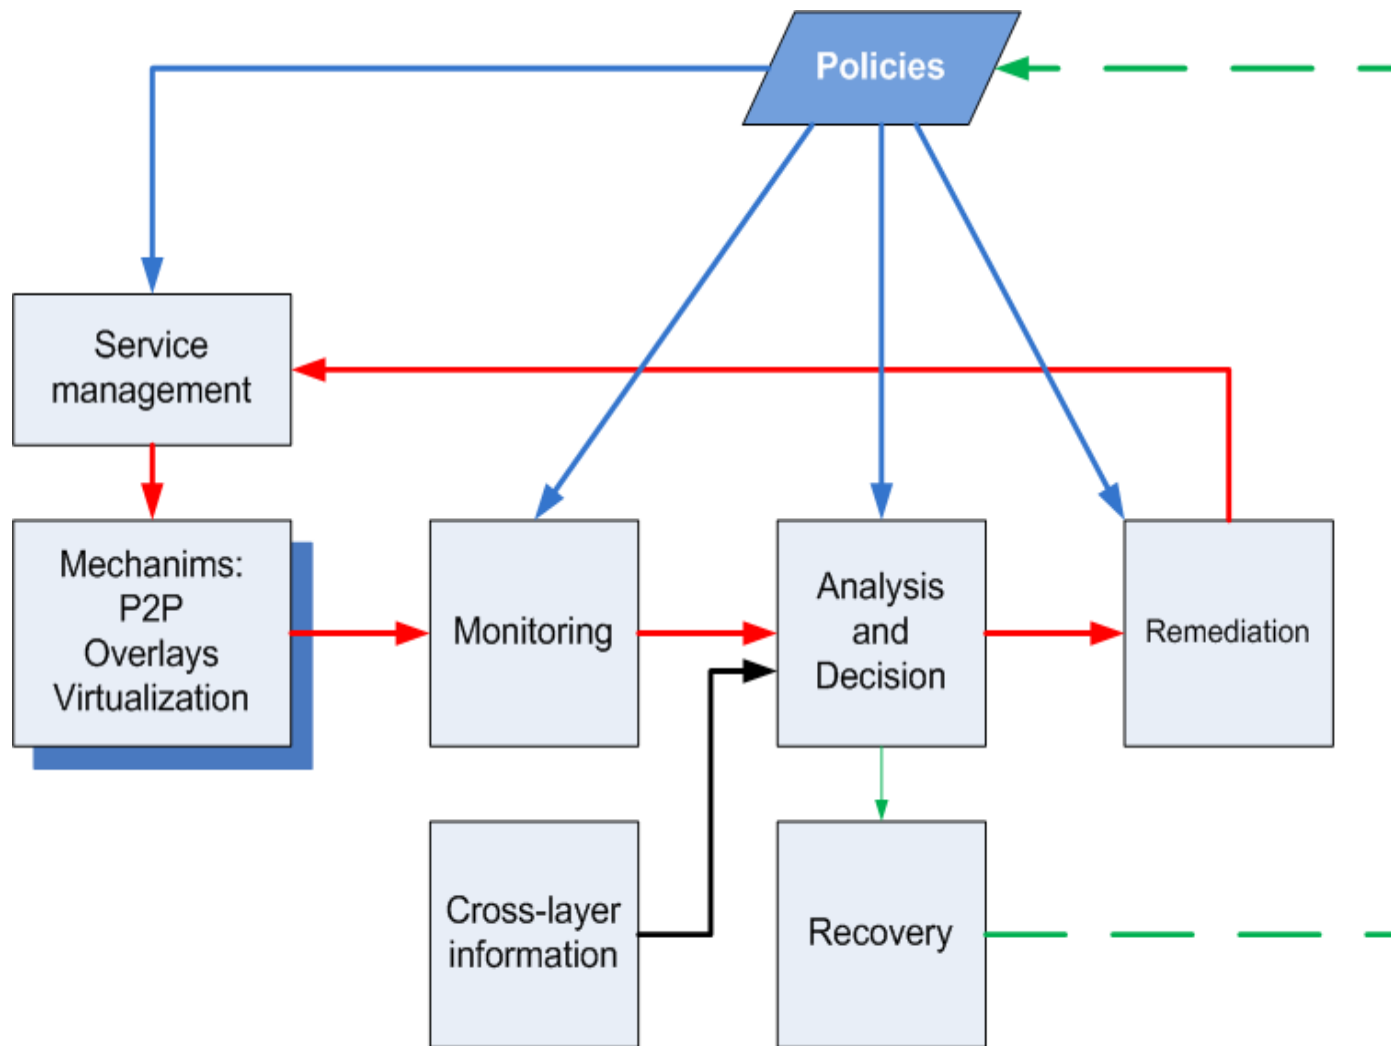 Policies
Service
management
Mechanims:
P2P
Overlays
Virtualization
Monitoring
Analysis
and
Decision
Remediation
Cross-layer
information
Recovery